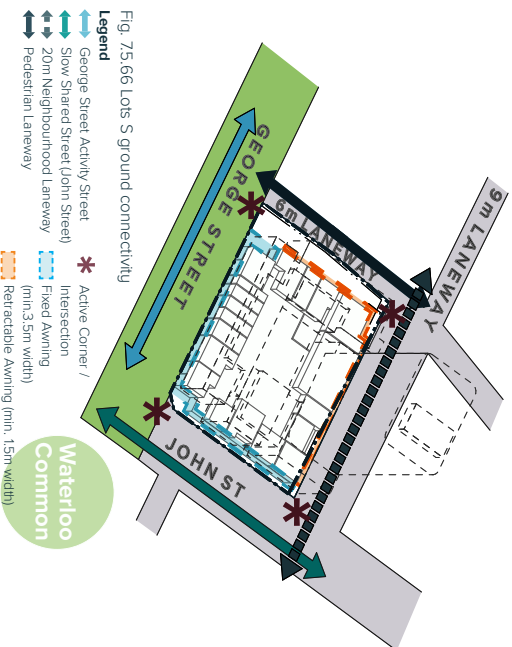 Fig. 7.5.66 Lots S ground connectivity
Legend
George Street Activity Street
Slow Shared Street (John Street)
20m Neighbourhood Laneway
Pedestrian Laneway
Active Corner /
Intersection
Fixed Awning
(min.3.5m width)
Retractable Awning (min. 1.5m width)
9m LANEWAY
6m LANEWAY
GEORGE STREET
JOHN ST
Waterloo
Common